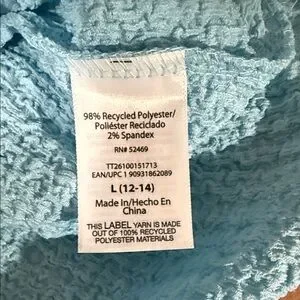 98% Recycled Polyester/
Poliéster Reciclado
2% Spandex
RN# 52469
TT26100151713
EAN/UPC 1 90931862089
L (12-14)
Made In/Hecho En
China
THIS LABEL YARN IS MADE
OUT OF 100% RECYCLED
POLYESTER MATERIALS